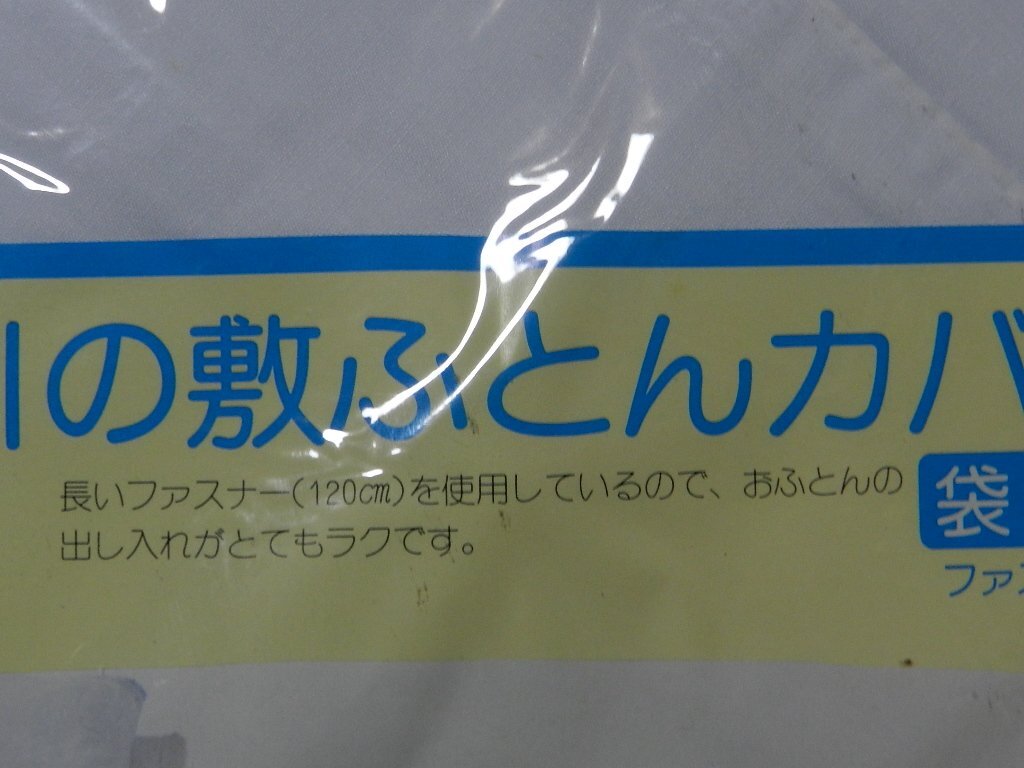 の敷ふとんカバ
長いファスナー(120cm)を使用しているので、おふとんの
出し入れがとてもラクです。
袋
ファス